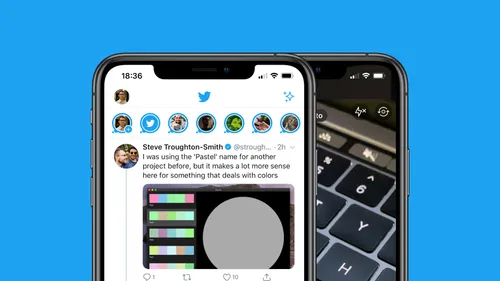 18:36
Steve Troughton-Smith @strough... · 2h
I was using the 'Pastel' name for another
project before, but it makes a lot more sense
here for something that deals with colors
1
10
to
Y
H
6